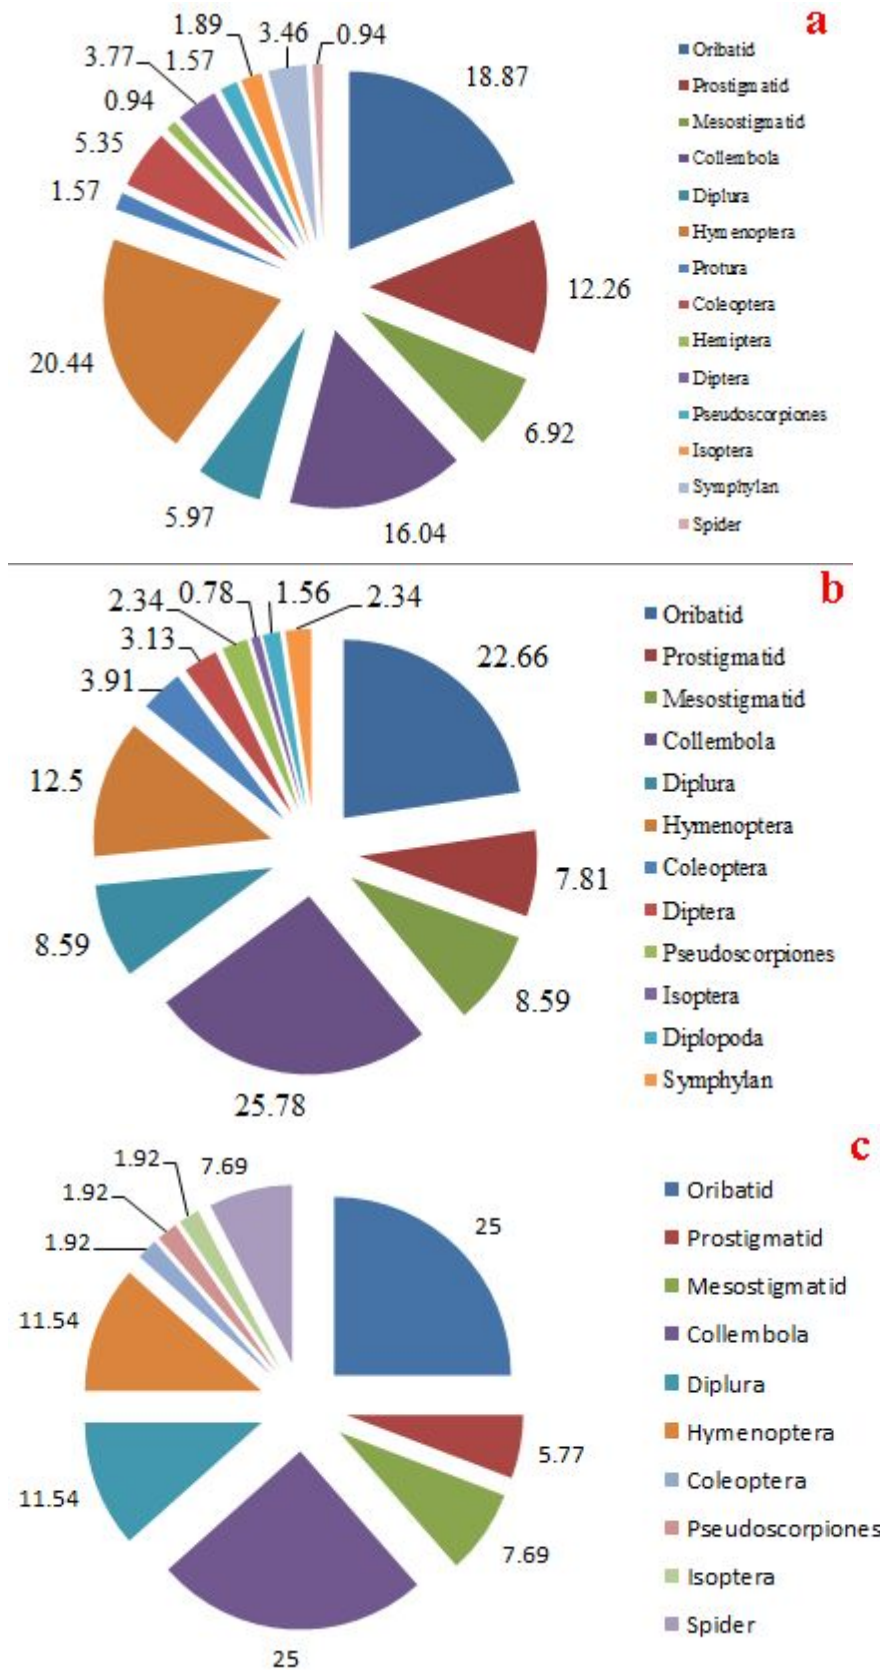 a
1.89
3.46
0.94
3.77
1.57
0.94
5.35
1.57
18.87
12.26
20.44
6.92
5.97
16.04
Oribatid
Prostigmatid
Mesostigmatid
Collembola
Diplura
Hymenoptera
Protura
Coleoptera
Hemiptera
Diptera
Pseudoscorpiones
Isoptera
Symphylan
Spider
b
2.34
0.78
1.56
2.34
3.13
3.91
22.66
12.5
7.81
8.59
8.59
25.78
Oribatid
Prostigmatid
Mesostigmatid
Collembola
Diplura
Hymenoptera
Coleoptera
Diptera
Pseudoscorpiones
Isoptera
Diplopoda
Symphylan
c
1.92
7.69
1.92
1.92
25
11.54
5.77
11.54
7.69
25
Oribatid
Prostigmatid
Mesostigmatid
Collembola
Diplura
Hymenoptera
Coleoptera
Pseudoscorpiones
Isoptera
Spider